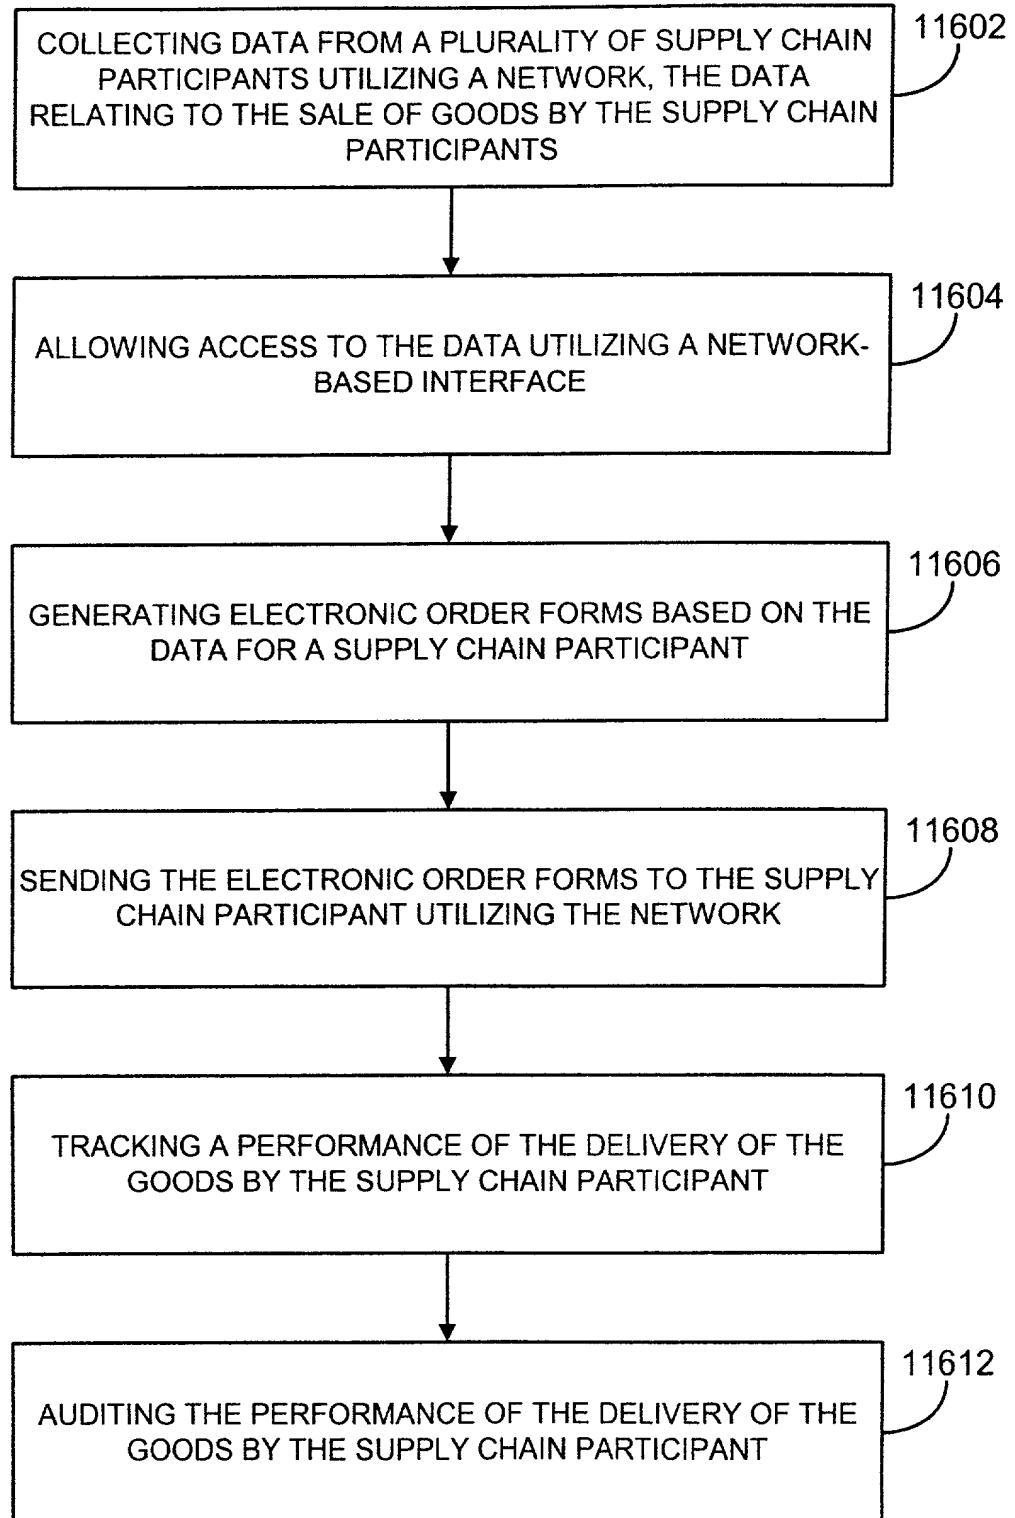 COLLECTING DATA FROM A PLURALITY OF SUPPLY CHAIN
PARTICIPANTS UTILIZING A NETWORK, THE DATA
RELATING TO THE SALE OF GOODS BY THE SUPPLY CHAIN
PARTICIPANTS
11602
ALLOWING ACCESS TO THE DATA UTILIZING A NETWORK-
BASED INTERFACE
11604
GENERATING ELECTRONIC ORDER FORMS BASED ON THE
DATA FOR A SUPPLY CHAIN PARTICIPANT
11606
SENDING THE ELECTRONIC ORDER FORMS TO THE SUPPLY
CHAIN PARTICIPANT UTILIZING THE NETWORK
11608
TRACKING A PERFORMANCE OF THE DELIVERY OF THE
GOODS BY THE SUPPLY CHAIN PARTICIPANT
11610
AUDITING THE PERFORMANCE OF THE DELIVERY OF THE
GOODS BY THE SUPPLY CHAIN PARTICIPANT
11612